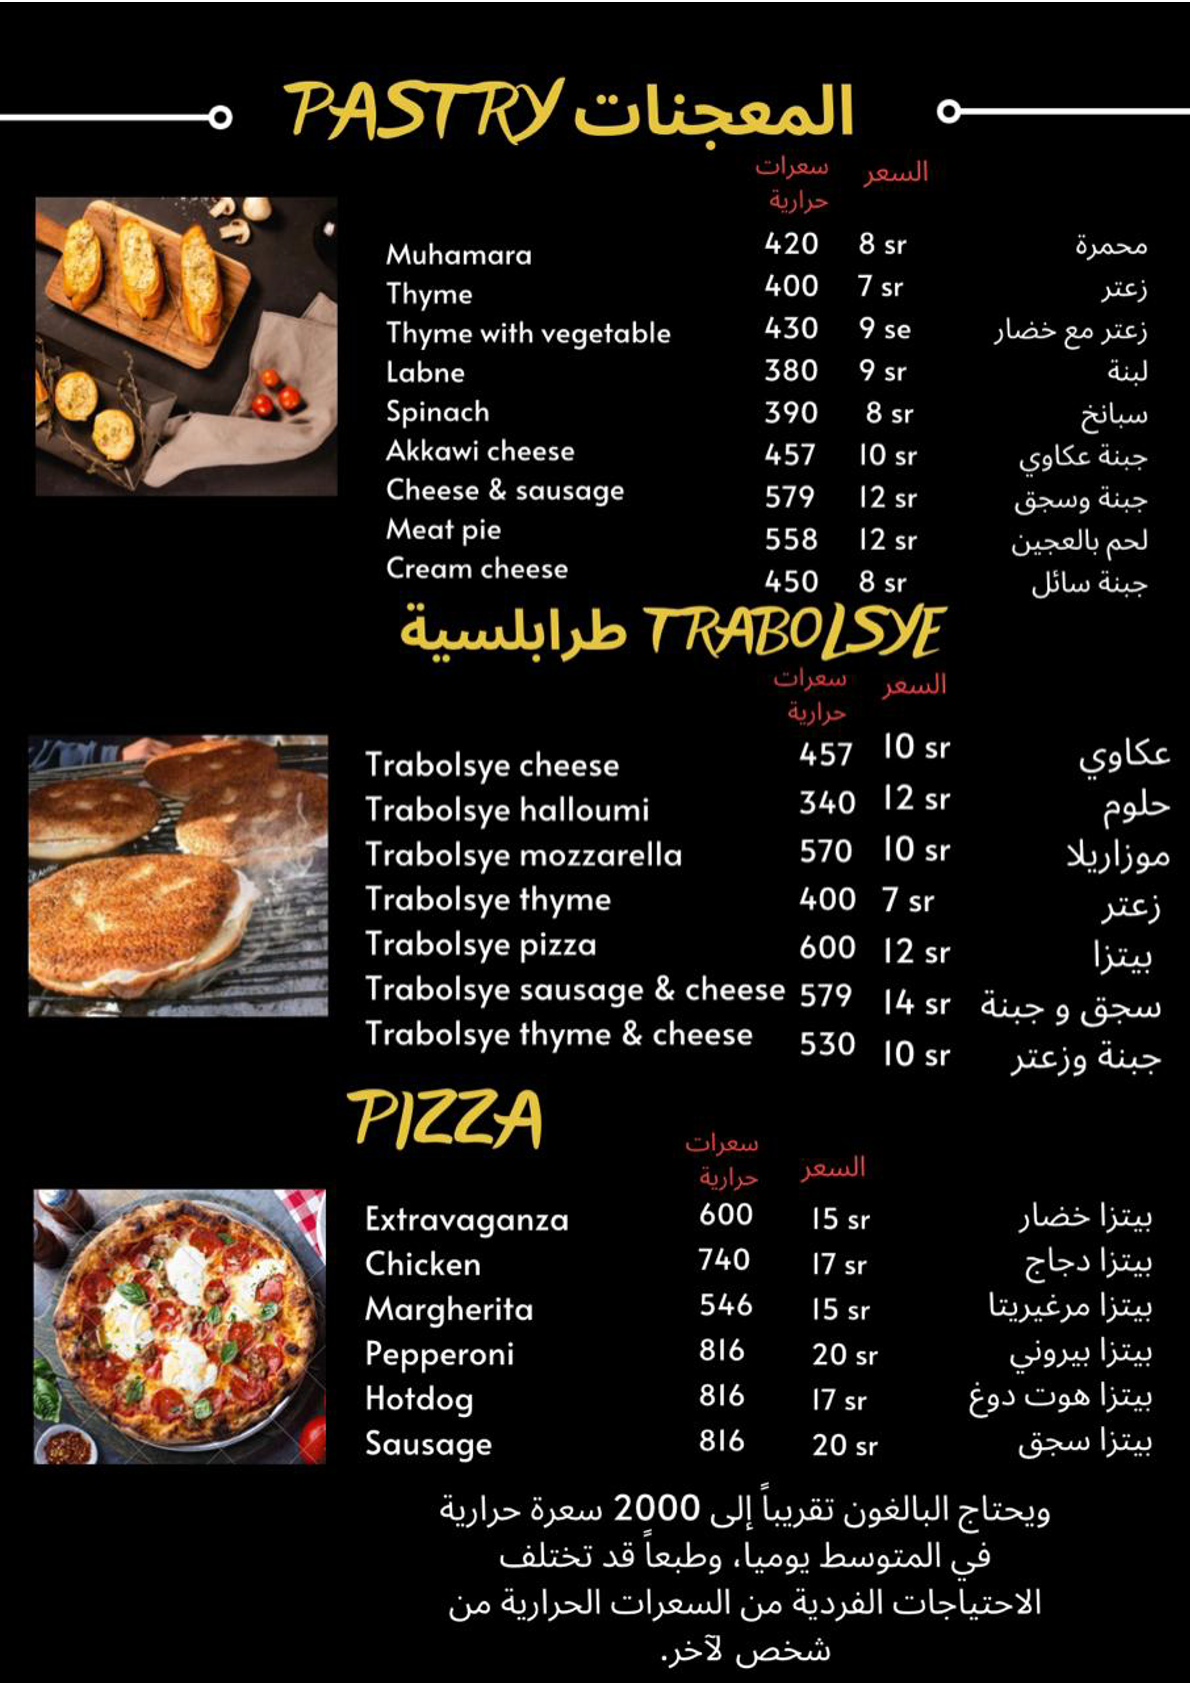 PASTRY المعجنات
سعرات حرارية السعر
Muhamara 420 8 sr محمرة
Thyme 400 7 sr زعتر
Thyme with vegetable 430 9 se زعتر مع خضار
Labne 380 9 sr لبنة
Spinach 390 8 sr سبانخ
Akkawi cheese 457 10 sr جبنة عكاوي
Cheese & sausage 579 12 sr جبنة وسجق
Meat pie 558 12 sr لحم بالعجين
Cream cheese 450 8 sr جبنة سائل
طرابلسية TRABOLSYE
سعرات حرارية السعر
Trabolsye cheese 457 10 sr عكاوي
Trabolsye halloumi 340 12 sr حلوم
Trabolsye mozzarella 570 10 sr موزاريلا
Trabolsye thyme 400 7 sr زعتر
Trabolsye pizza 600 12 sr بيتزا
Trabolsye sausage & cheese 579 14 sr سجق و جبنة
Trabolsye thyme & cheese 530 10 sr جبنة وزعتر
PIZZA
سعرات حرارية السعر
Extravaganza 600 15 sr بيتزا خضار
Chicken 740 17 sr بيتزا دجاج
Margherita 546 15 sr بيتزا مرغيريتا
Pepperoni 816 20 sr بيتزا بيروني
Hotdog 816 17 sr بيتزا هوت دوغ
Sausage 816 20 sr بيتزا سجق
ويحتاج البالغون تقريباً إلى 2000 سعرة حرارية
في المتوسط يوميا، وطبعاً قد تختلف
الاحتياجات الفردية من السعرات الحرارية من
شخص لآخر.